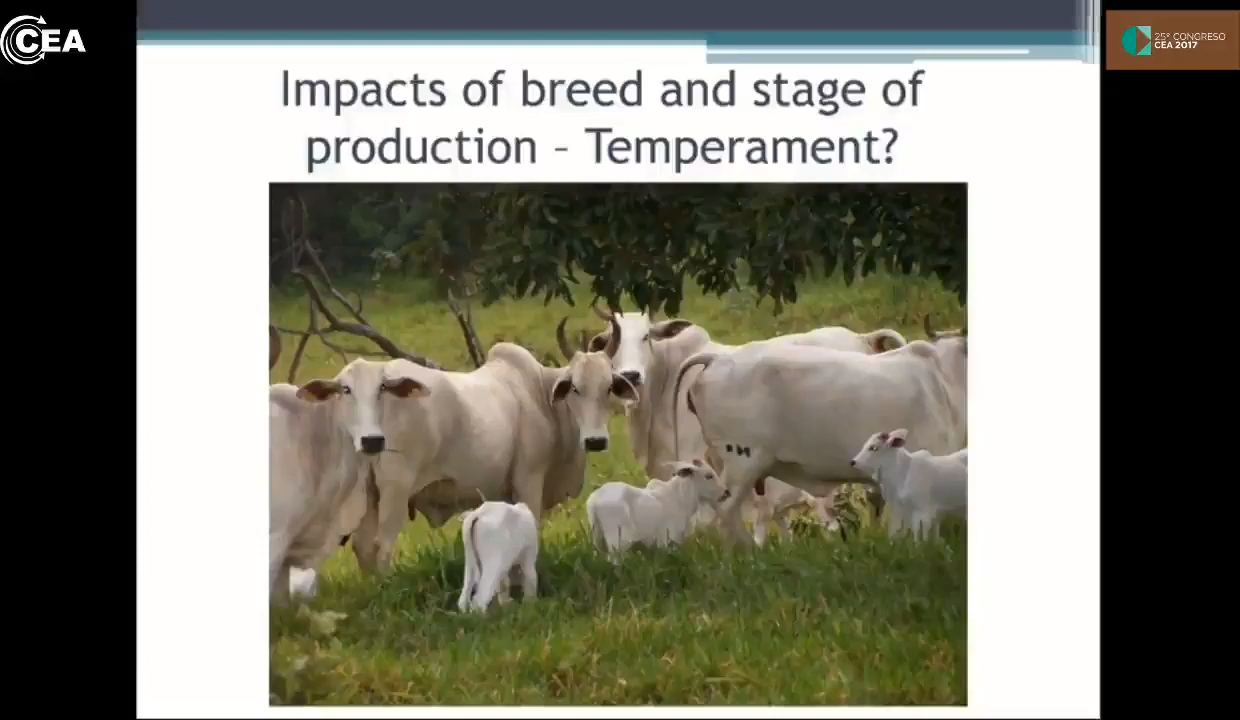 CEA
25º CONGRESO
CEA 2017
Impacts of breed and stage of
production – Temperament?